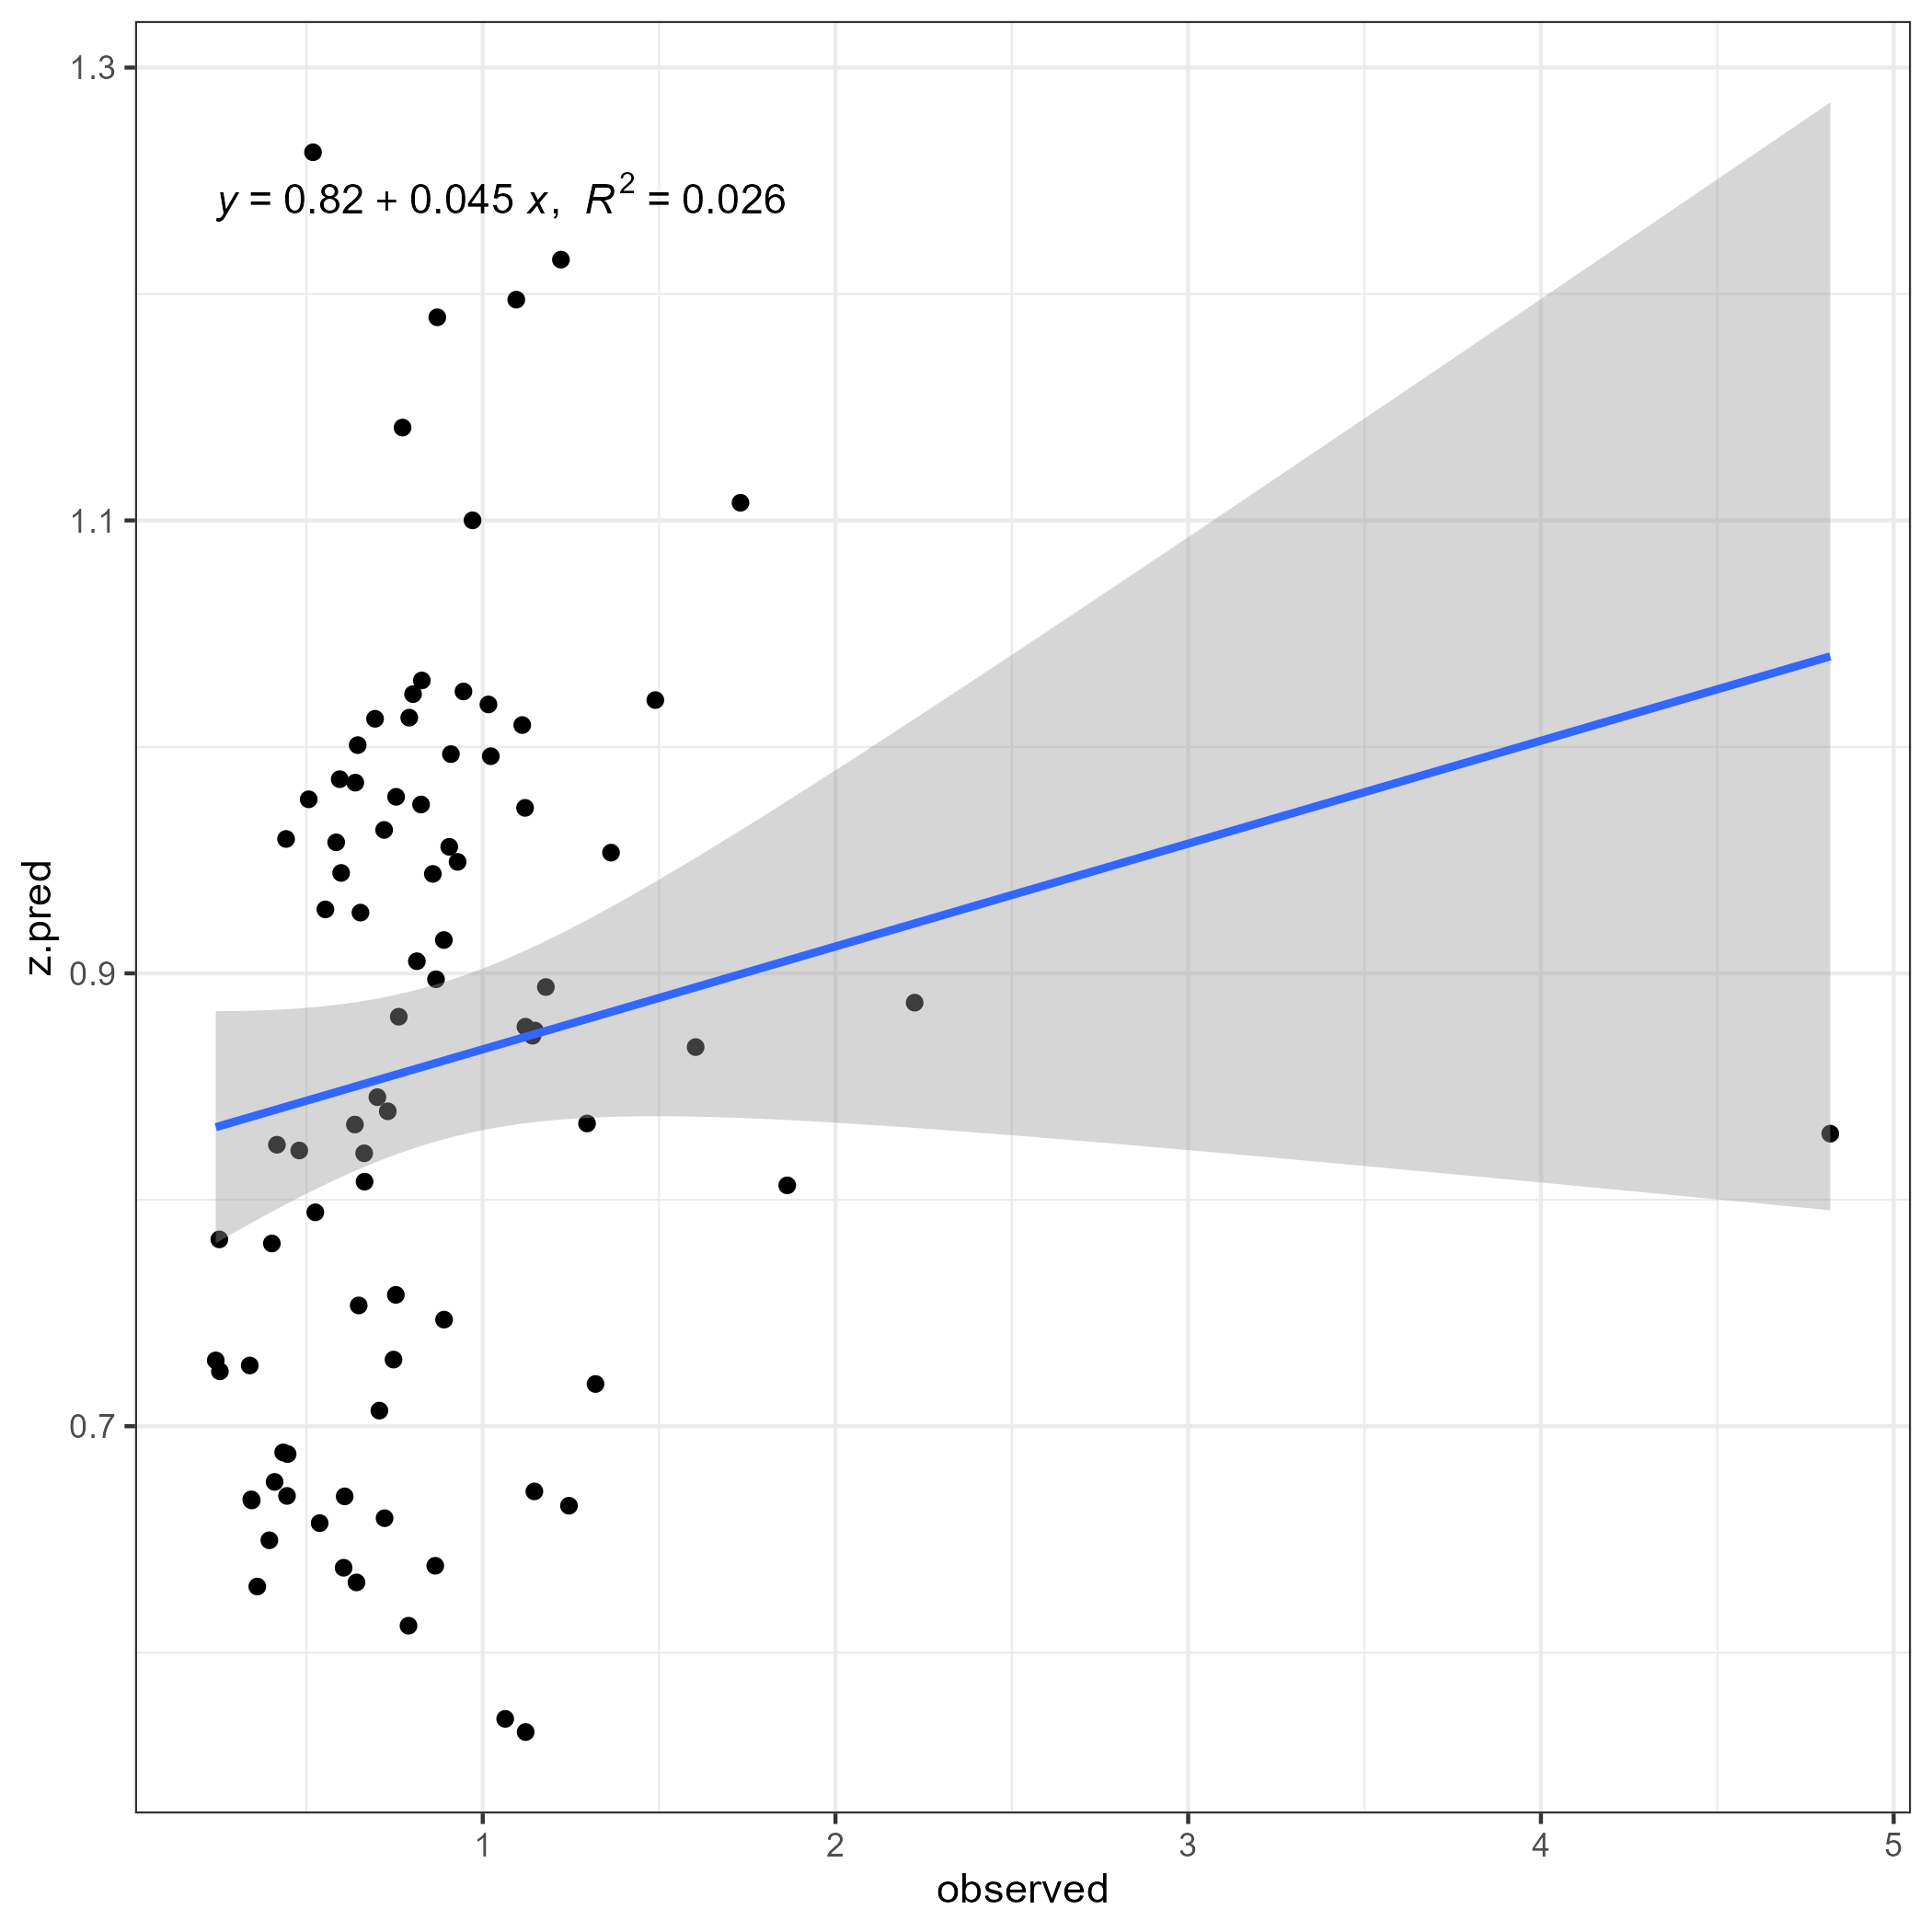 1.3
y = 0.82 + 0.045 x, R² = 0.026
1.1
0.9
0.7
z.pred
1 2 3 4 5
observed